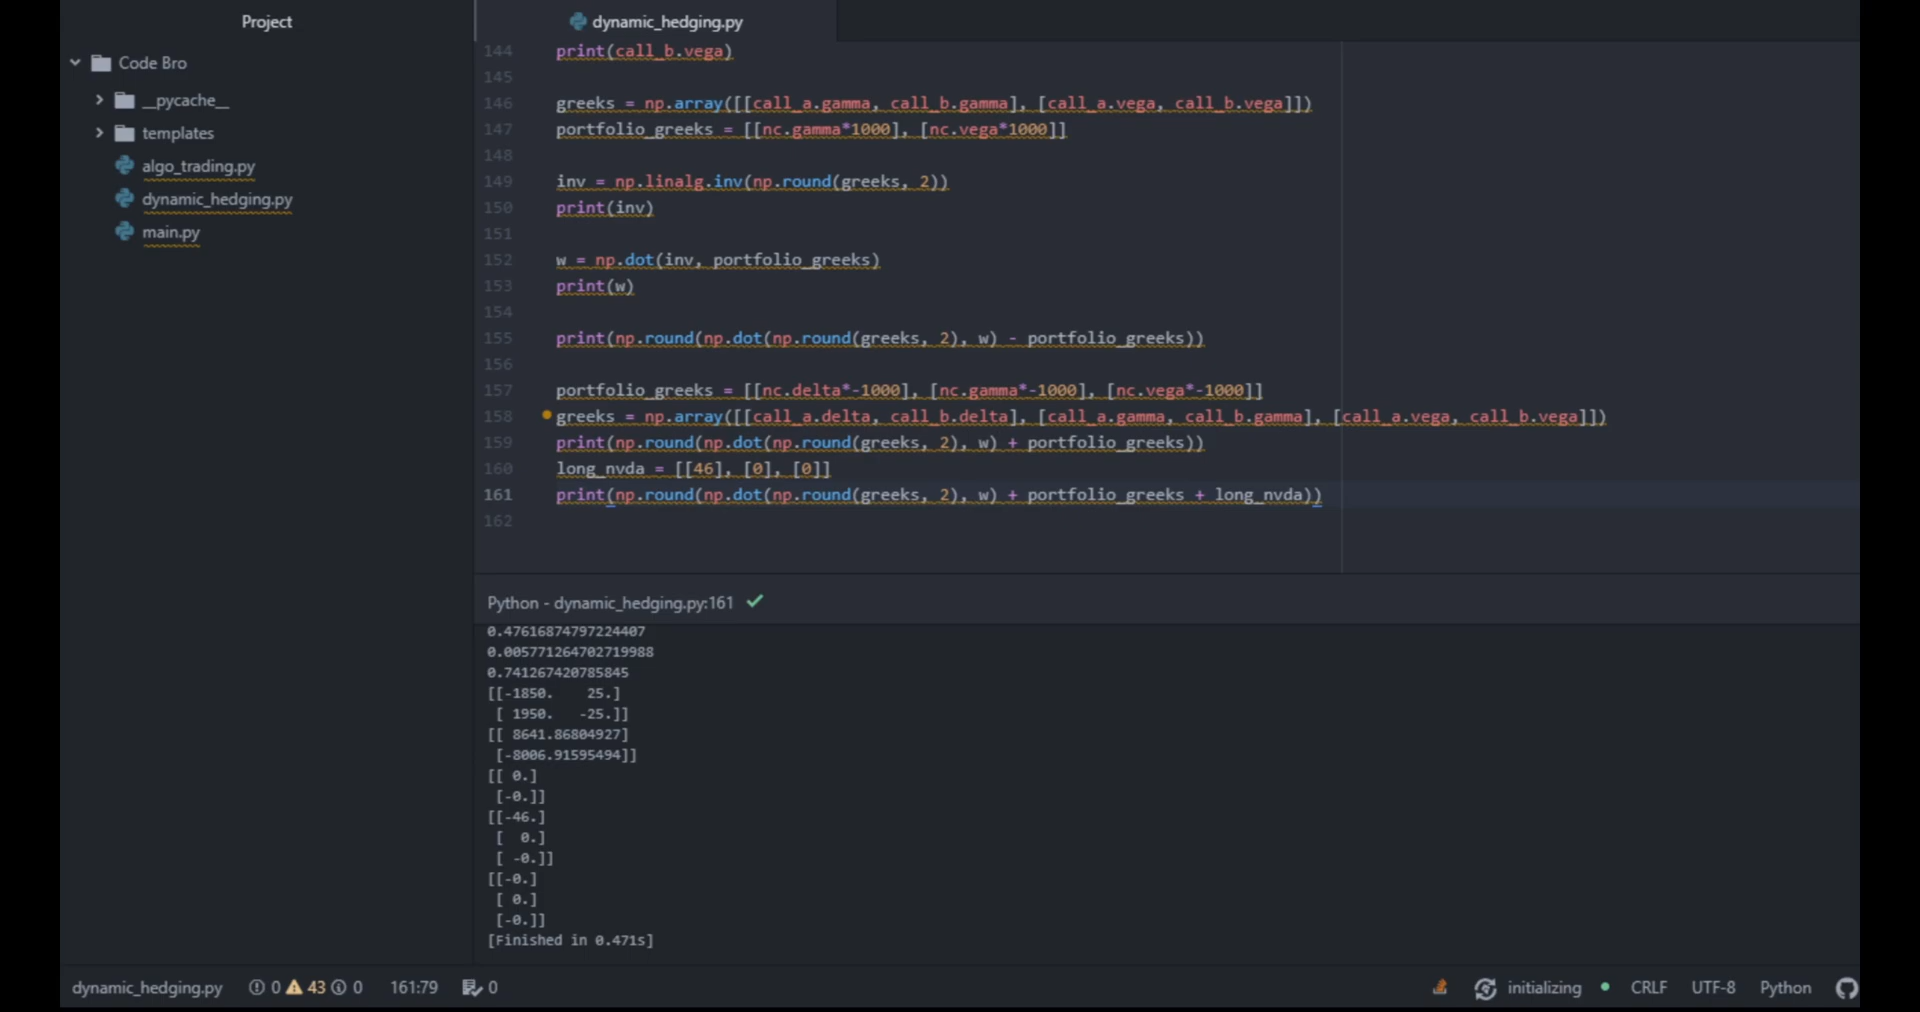 Project
Code Bro
__pycache__
templates
algo_trading.py
dynamic_hedging.py
main.py
dynamic_hedging.py
144 print(call_b.vega)
145
146 greeks = np.array([[call_a.gamma, call_b.gamma], [call_a.vega, call_b.vega]])
147 portfolio_greeks = [[nc.gamma*1000], [nc.vega*1000]]
148
149 inv = np.linalg.inv(np.round(greeks, 2))
150 print(inv)
151
152 w = np.dot(inv, portfolio_greeks)
153 print(w)
154
155 print(np.round(np.dot(np.round(greeks, 2), w) - portfolio_greeks))
156
157 portfolio_greeks = [[nc.delta*-1000], [nc.gamma*-1000], [nc.vega*-1000]]
158 greeks = np.array([[call_a.delta, call_b.delta], [call_a.gamma, call_b.gamma], [call_a.vega, call_b.vega]])
159 print(np.round(np.dot(np.round(greeks, 2), w) + portfolio_greeks))
160 long_nvda = [[46], [0], [0]]
161 print(np.round(np.dot(np.round(greeks, 2), w) + portfolio_greeks + long_nvda))
162
Python - dynamic_hedging.py:161
0.47616874797224407
0.005771264702719988
0.741267420785845
[[-1850.    25.]
 [ 1950.   -25.]]
[[ 8641.86804927]
 [-8006.91595494]]
[[ 0.]
 [-0.]]
[[-46.]
 [  0.]
 [ -0.]]
[[-0.]
 [ 0.]
 [-0.]]
[Finished in 0.471s]
dynamic_hedging.py 0 43 0 161:79 0 initializing CRLF UTF-8 Python